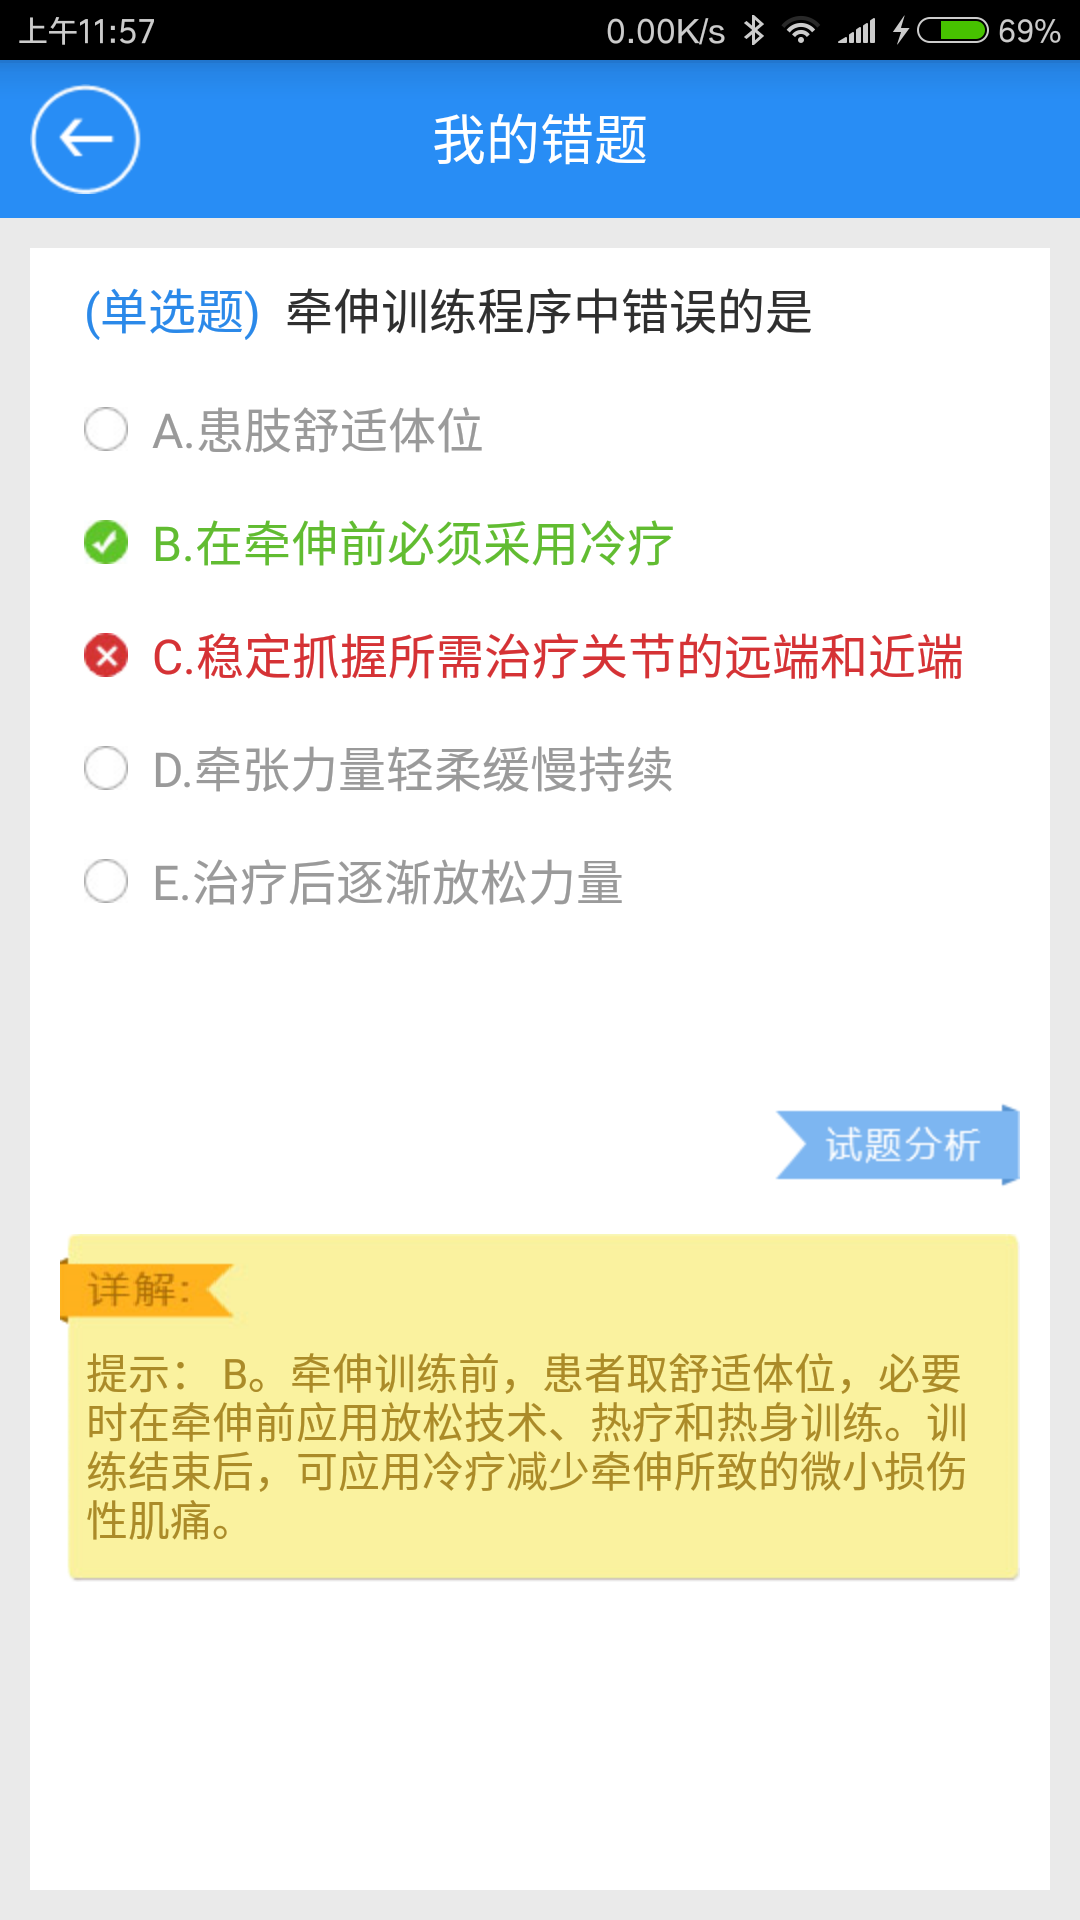 上午11:57 0.00K/s 69%
我的错题
(单选题) 牵伸训练程序中错误的是
A.患肢舒适体位
B.在牵伸前必须采用冷疗
C.稳定抓握所需治疗关节的远端和近端
D.牵张力量轻柔缓慢持续
E.治疗后逐渐放松力量
试题分析
详解:
提示： B。牵伸训练前，患者取舒适体位，必要
时在牵伸前应用放松技术、热疗和热身训练。训
练结束后，可应用冷疗减少牵伸所致的微小损伤
性肌痛。